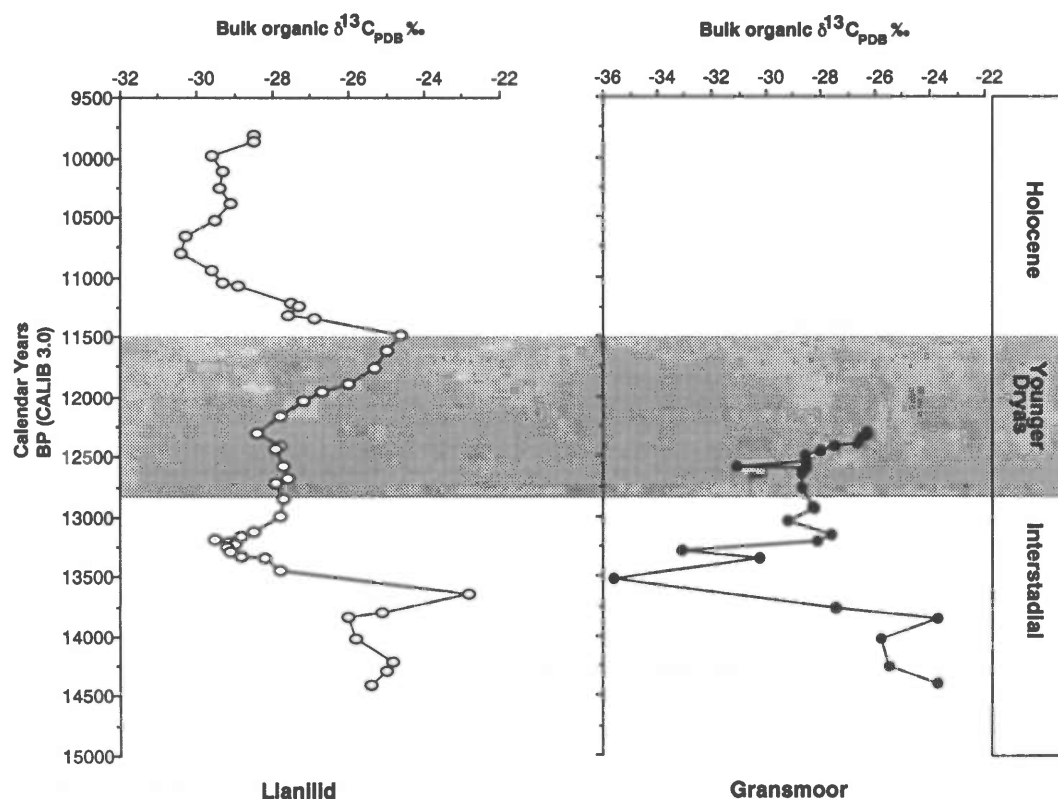 Bulk organic δ13CPDB‰ Bulk organic δ13CPDB‰
-32 -30 -28 -26 -24 -22 -36 -34 -32 -30 -28 -26 -24 -22
9500
10000
10500
11000
11500
12000
12500
13000
13500
14000
14500
15000
Calendar Years
BP (CALIB 3.0)
Holocene
Younger
Dryas
Interstadial
Llanilid Gransmoor